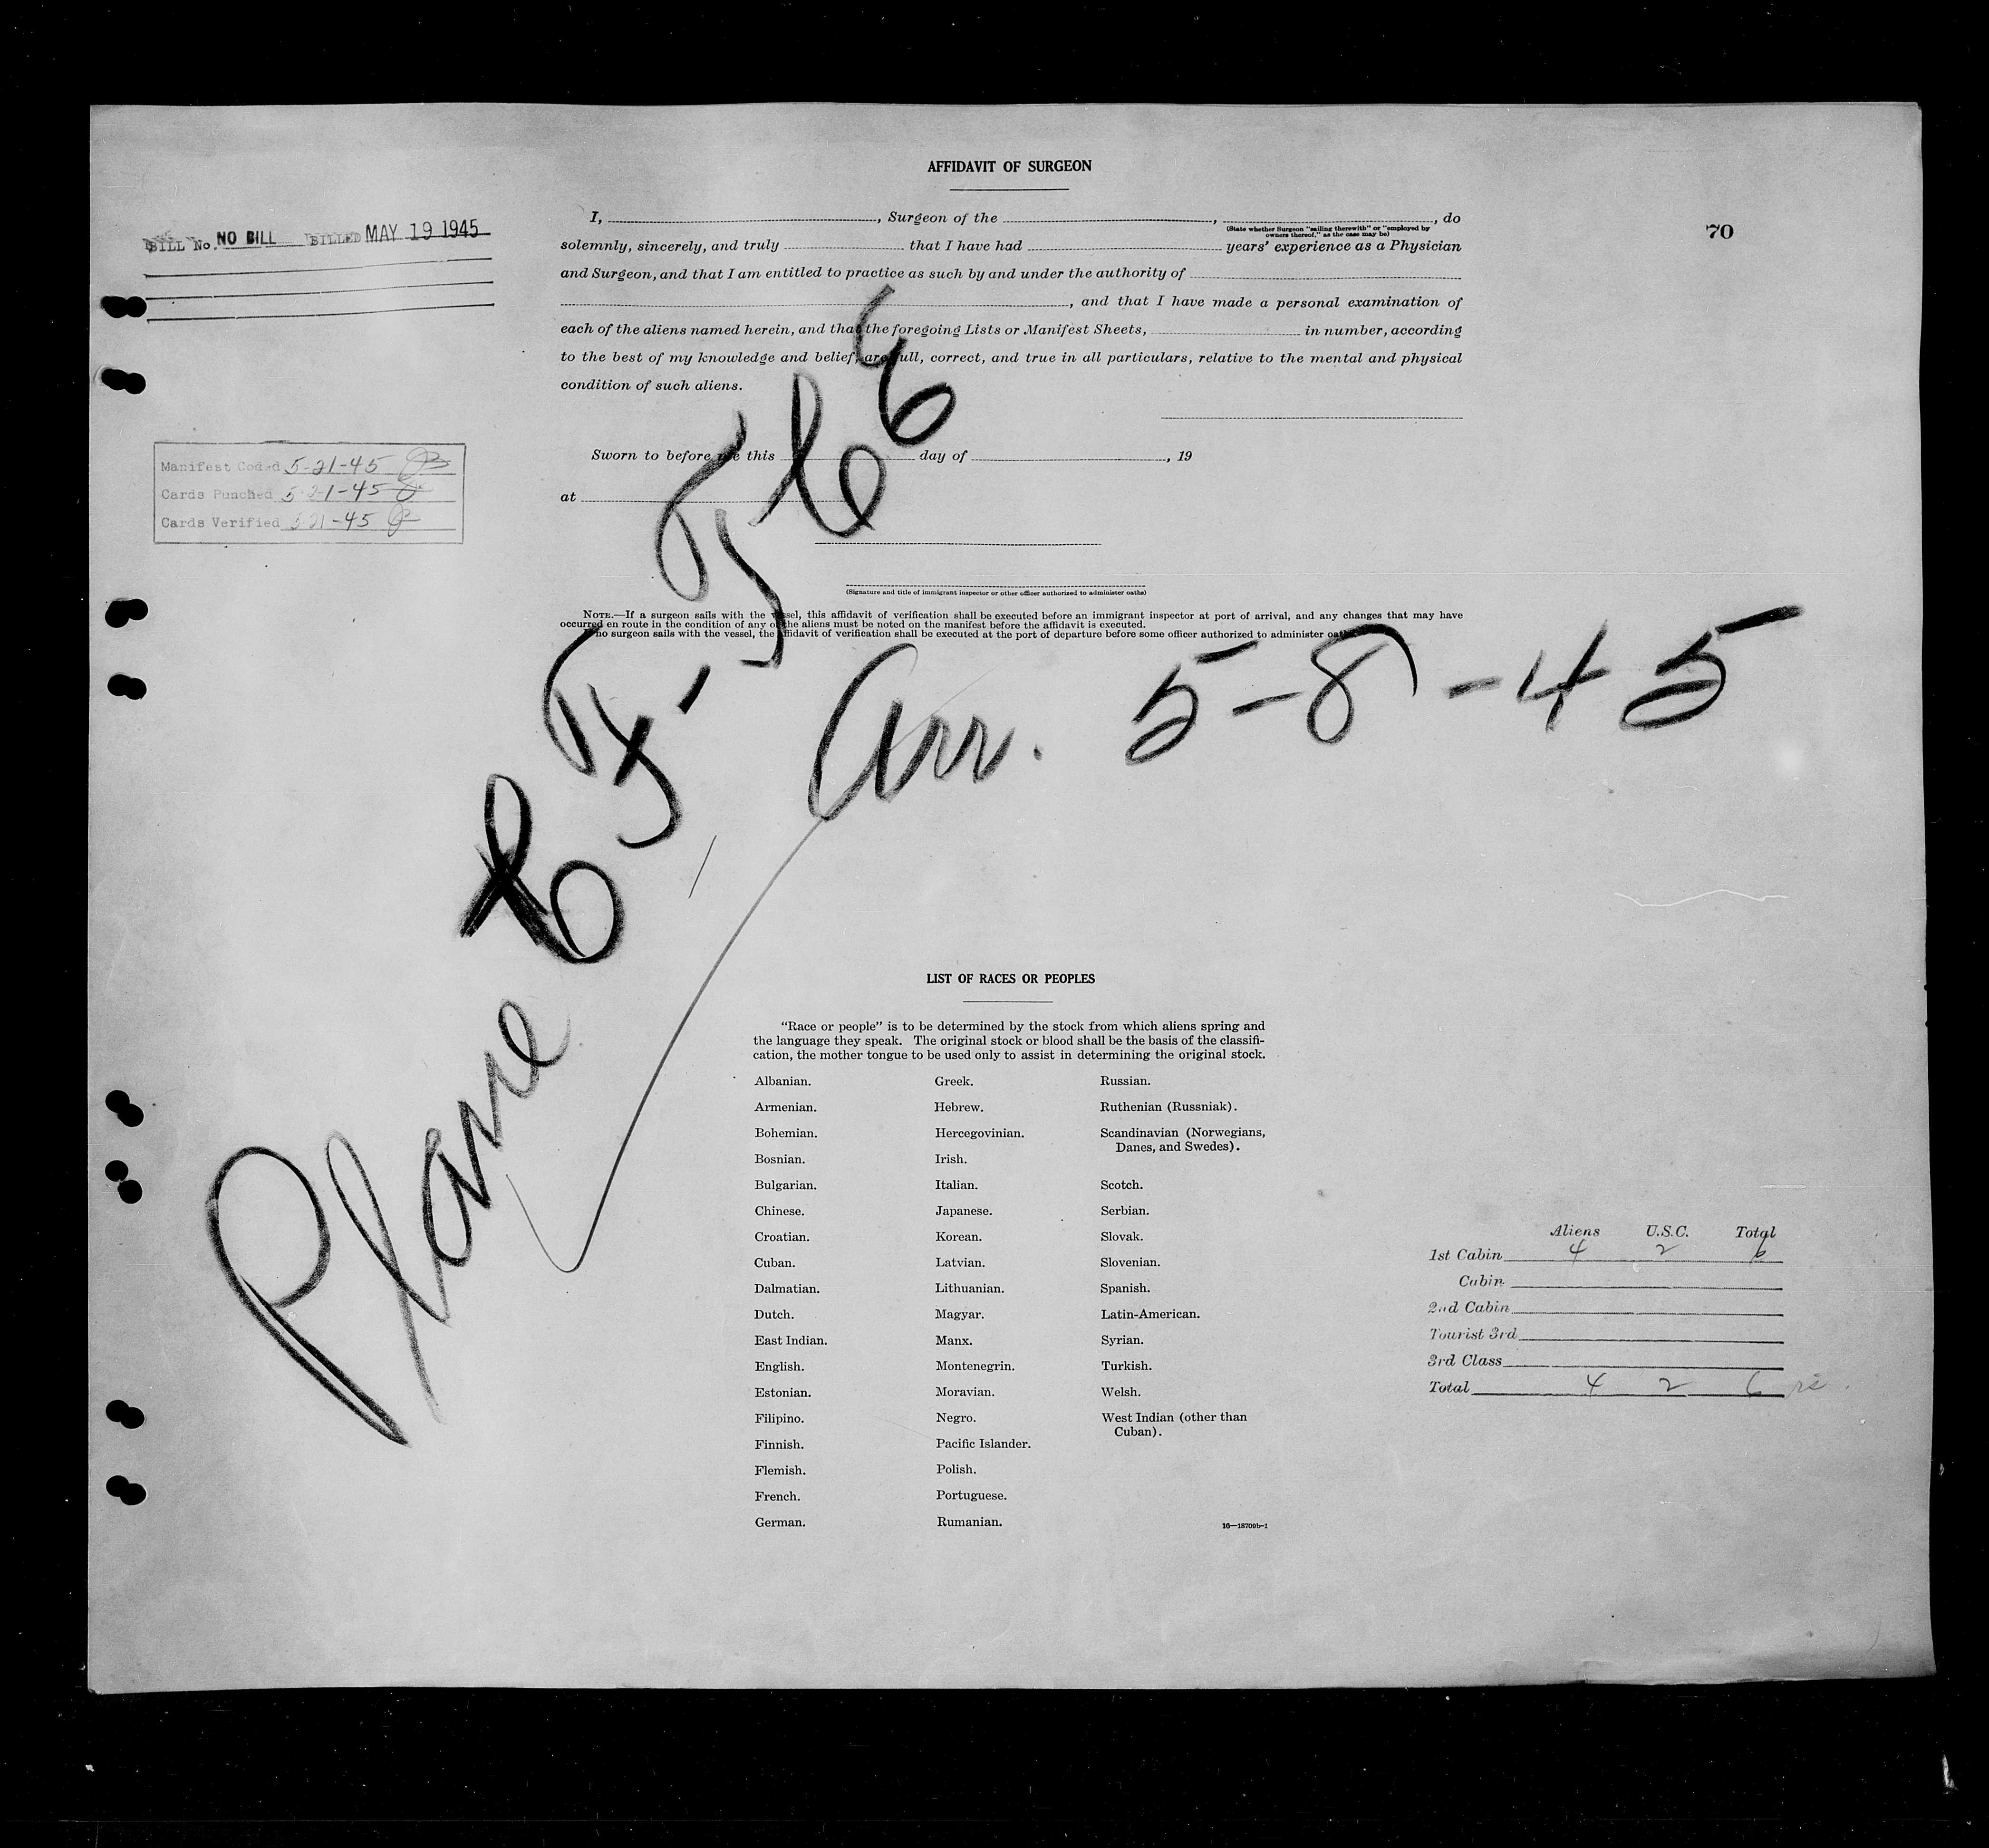 AFFIDAVIT OF SURGEON
I, , Surgeon of the , , do
(State whether Surgeon "sailing therewith" or "employed by
owners thereof," as the case may be)
solemnly, sincerely, and truly that I have had years' experience as a Physician
and Surgeon, and that I am entitled to practice as such by and under the authority of
, and that I have made a personal examination of
each of the aliens named herein, and that the foregoing Lists or Manifest Sheets, in number, according
to the best of my knowledge and belief, are full, correct, and true in all particulars, relative to the mental and physical
condition of such aliens.
70
BILL No. NO BILL BILLED MAY 19 1945
Manifest Coded 5-21-45
Cards Punched 5-21-45
Cards Verified 5-21-45
Sworn to before me this day of , 19
at
(Signature and title of immigrant inspector or other officer authorized to administer oaths)
NOTE.—If a surgeon sails with the vessel, this affidavit of verification shall be executed before an immigrant inspector at port of arrival, and any changes that may have
occurred en route in the condition of any of the aliens must be noted on the manifest before the affidavit is executed.
If no surgeon sails with the vessel, the affidavit of verification shall be executed at the port of departure before some officer authorized to administer oaths.
Plane
Arr. 5-8-45
LIST OF RACES OR PEOPLES
"Race or people" is to be determined by the stock from which aliens spring and
the language they speak. The original stock or blood shall be the basis of the classifi-
cation, the mother tongue to be used only to assist in determining the original stock.
Albanian.
Armenian.
Bohemian.
Bosnian.
Bulgarian.
Chinese.
Croatian.
Cuban.
Dalmatian.
Dutch.
East Indian.
English.
Estonian.
Filipino.
Finnish.
Flemish.
French.
German.
Greek.
Hebrew.
Hercegovinian.
Irish.
Italian.
Japanese.
Korean.
Latvian.
Lithuanian.
Magyar.
Manx.
Montenegrin.
Moravian.
Negro.
Pacific Islander.
Polish.
Portuguese.
Rumanian.
Russian.
Ruthenian (Russniak).
Scandinavian (Norwegians,
Danes, and Swedes).
Scotch.
Serbian.
Slovak.
Slovenian.
Spanish.
Latin-American.
Syrian.
Turkish.
Welsh.
West Indian (other than
Cuban).
16—18709b-1
Aliens U.S.C. Total
1st Cabin 4 2 6
Cabin
2nd Cabin
Tourist 3rd
3rd Class
Total 4 2 6